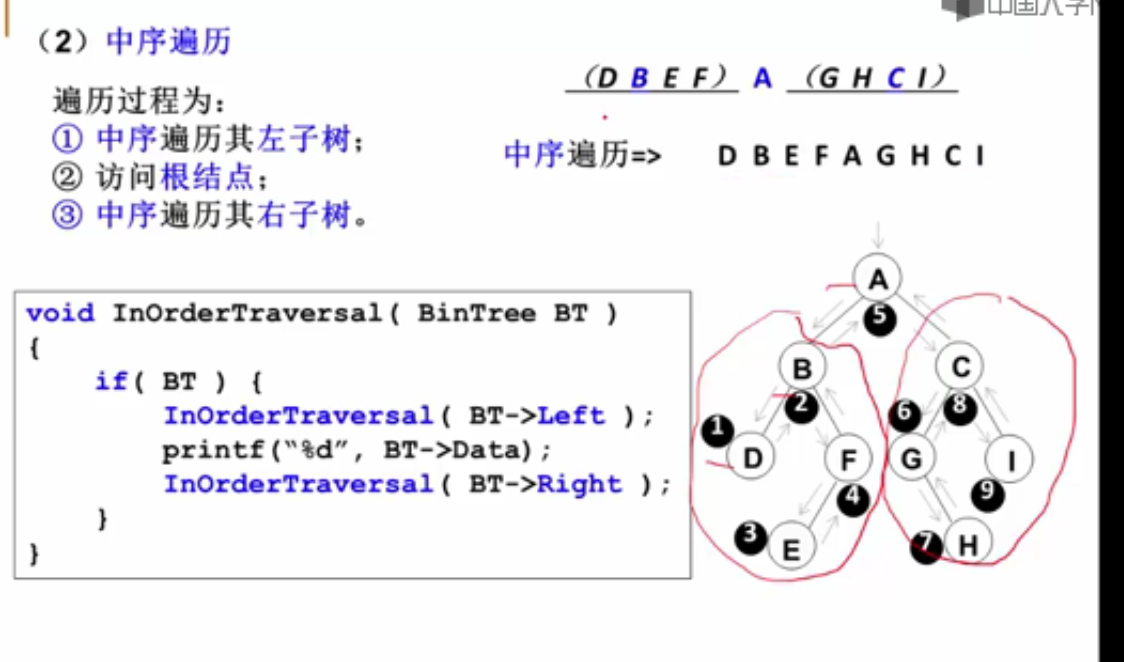 中国大学
（2）中序遍历
（D B E F） A （G H C I）
遍历过程为：
① 中序遍历其左子树；
② 访问根结点；
③ 中序遍历其右子树。
中序遍历=> D B E F A G H C I
void InOrderTraversal( BinTree BT )
{
if( BT ) {
InOrderTraversal( BT->Left );
printf(“%d”, BT->Data);
InOrderTraversal( BT->Right );
}
}
A
5
B
C
2
6
8
1
D
F
G
I
4
9
3
E
7
H